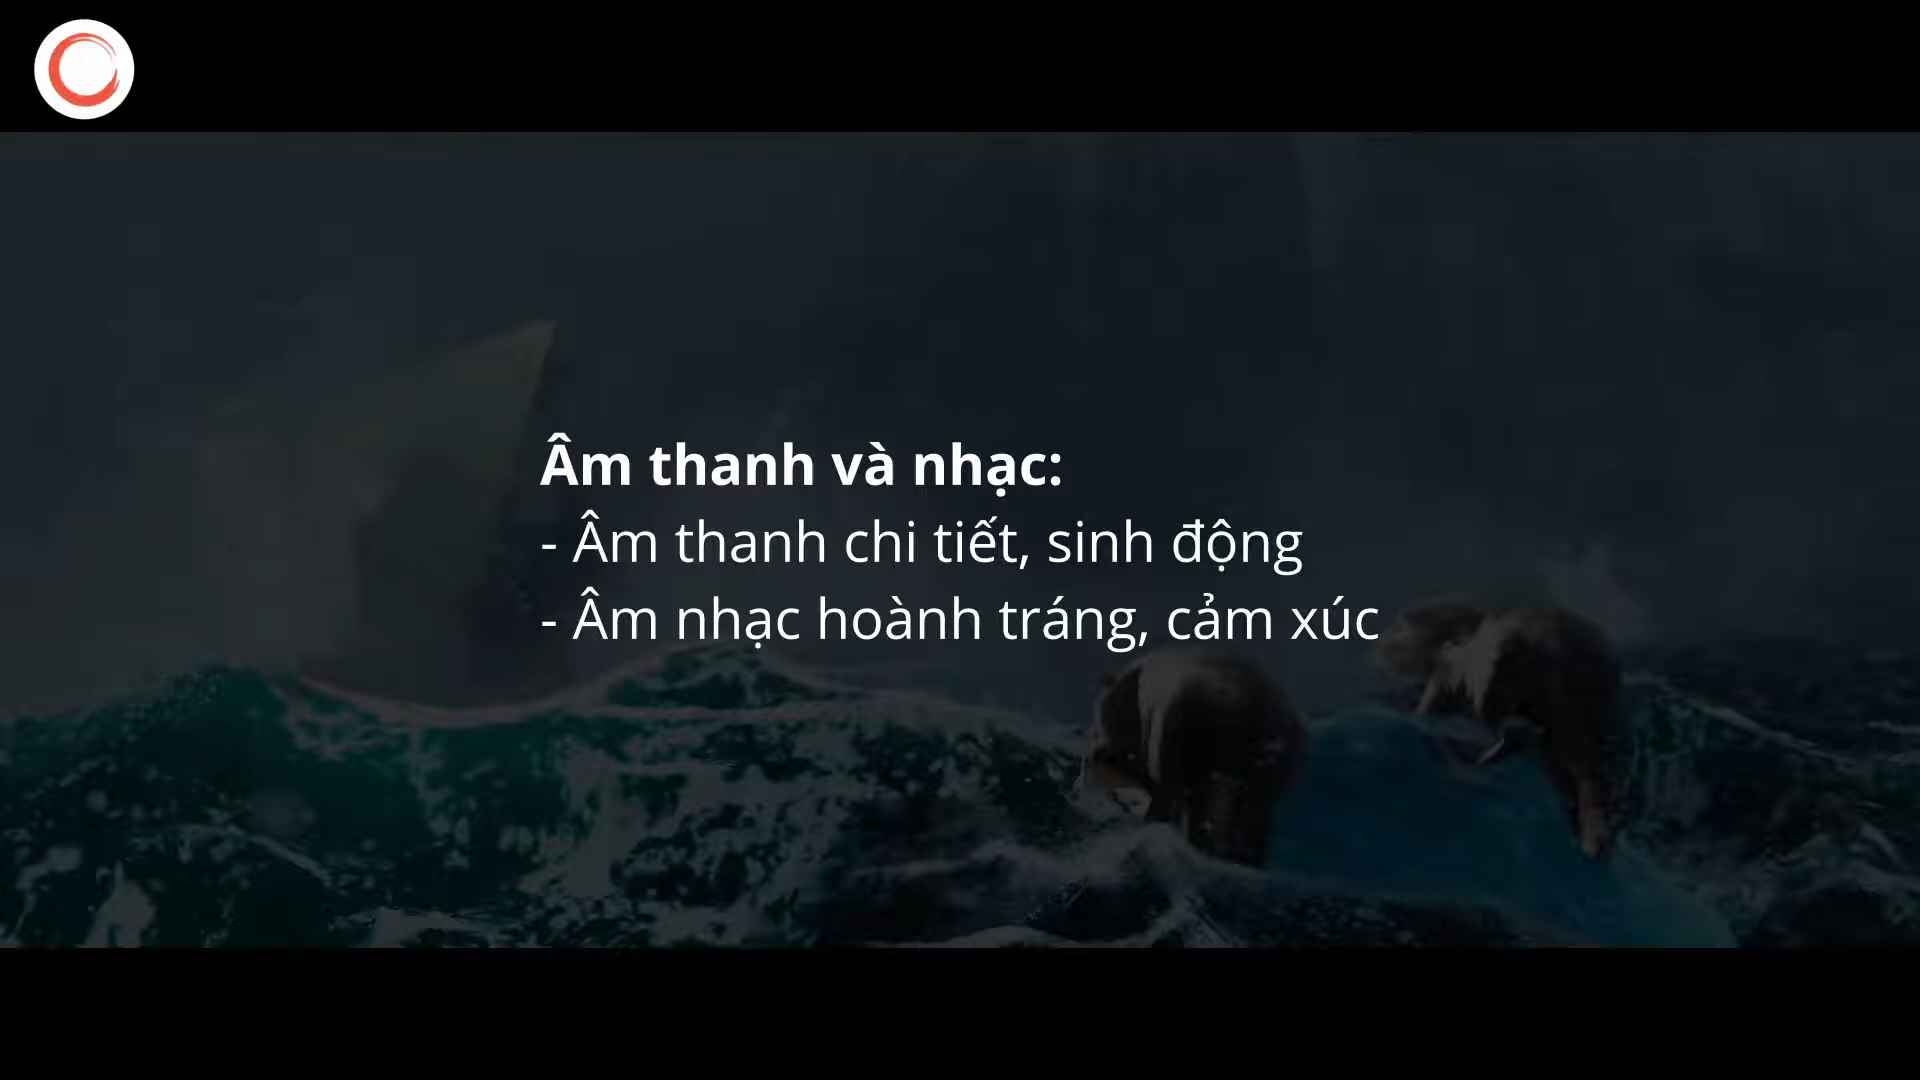 Âm thanh và nhạc:
- Âm thanh chi tiết, sinh động
- Âm nhạc hoành tráng, cảm xúc